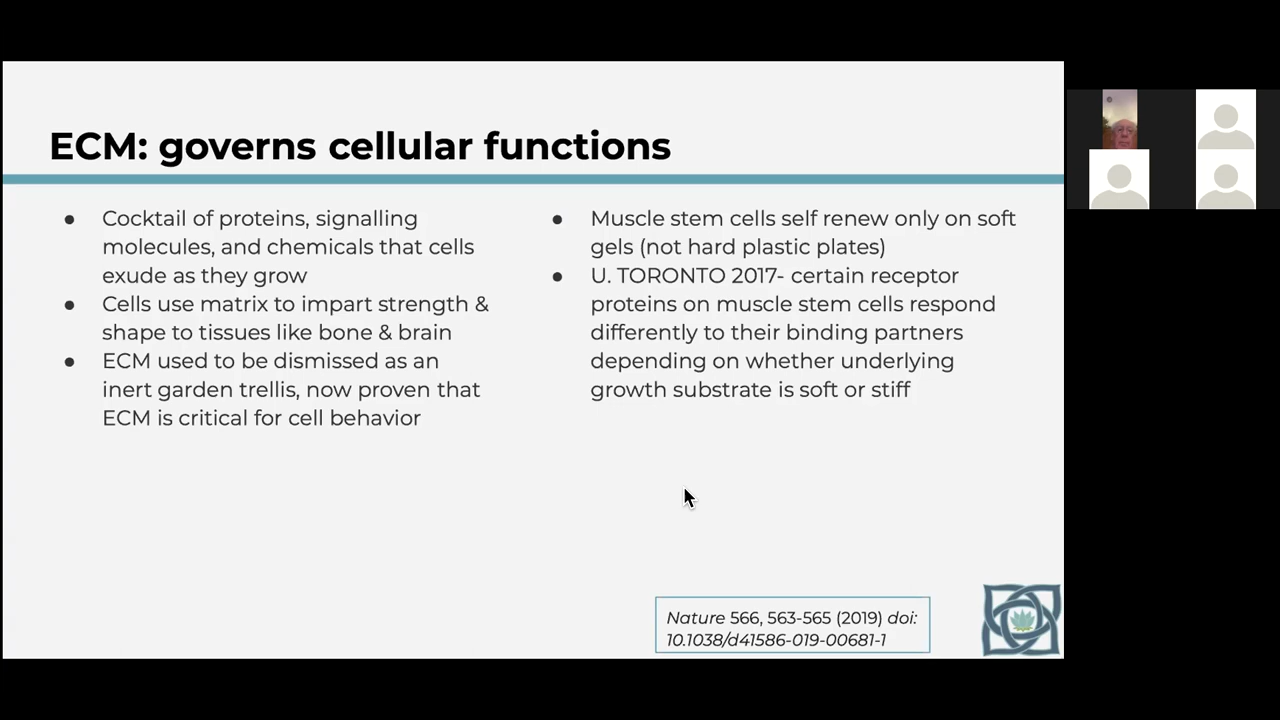 ECM: governs cellular functions
● Cocktail of proteins, signalling
molecules, and chemicals that cells
exude as they grow
● Cells use matrix to impart strength &
shape to tissues like bone & brain
● ECM used to be dismissed as an
inert garden trellis, now proven that
ECM is critical for cell behavior
● Muscle stem cells self renew only on soft
gels (not hard plastic plates)
● U. TORONTO 2017- certain receptor
proteins on muscle stem cells respond
differently to their binding partners
depending on whether underlying
growth substrate is soft or stiff
Nature 566, 563-565 (2019) doi:
10.1038/d41586-019-00681-1